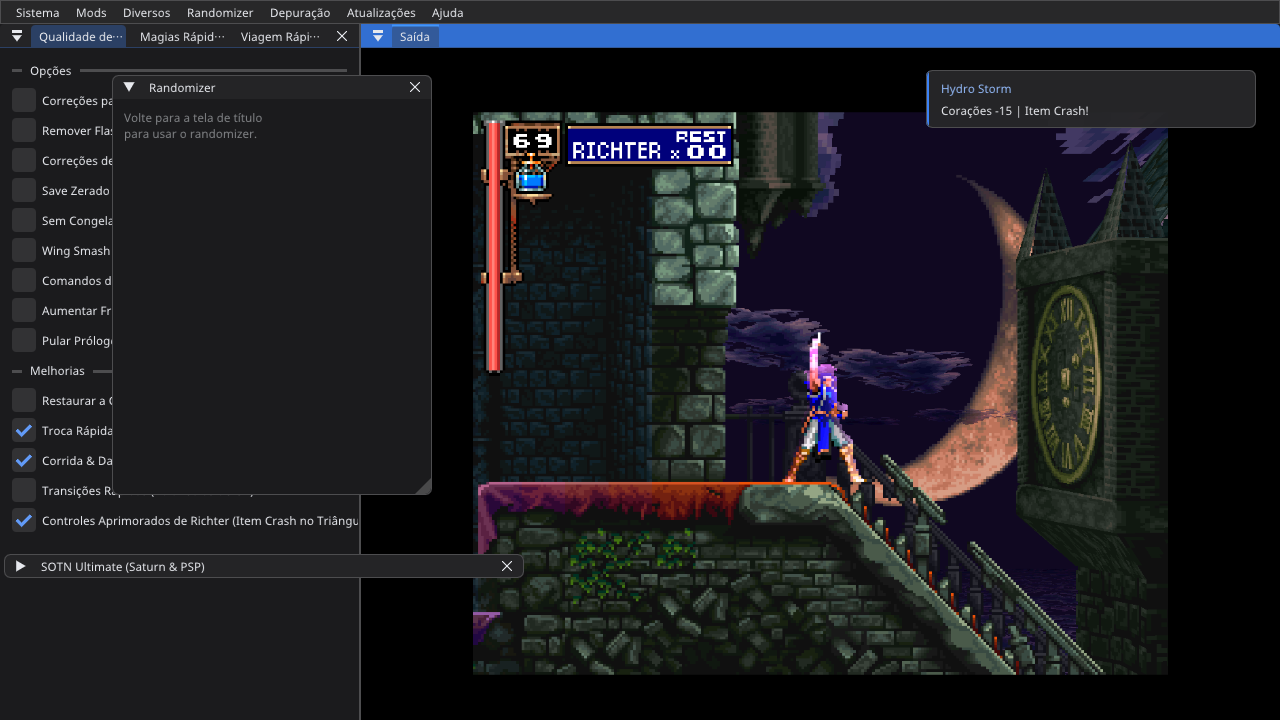 Sistema Mods Diversos Randomizer Depuração Atualizações Ajuda
Qualidade de··· Magias Rápid··· Viagem Rápi···
Saída
Opções
Correções pa
Remover Flas
Correções de
Save Zerado
Sem Congela
Wing Smash
Comandos d
Aumentar Fr
Pular Prólogo
Melhorias
Restaurar a
Troca Rápida
Corrida & Da
Transições
Controles Aprimorados de Richter (Item Crash no Triângu
Randomizer
Volte para a tela de título
para usar o randomizer.
SOTN Ultimate (Saturn & PSP)
Hydro Storm
Corações -15 | Item Crash!
69
REST
RICHTER x 00
XII